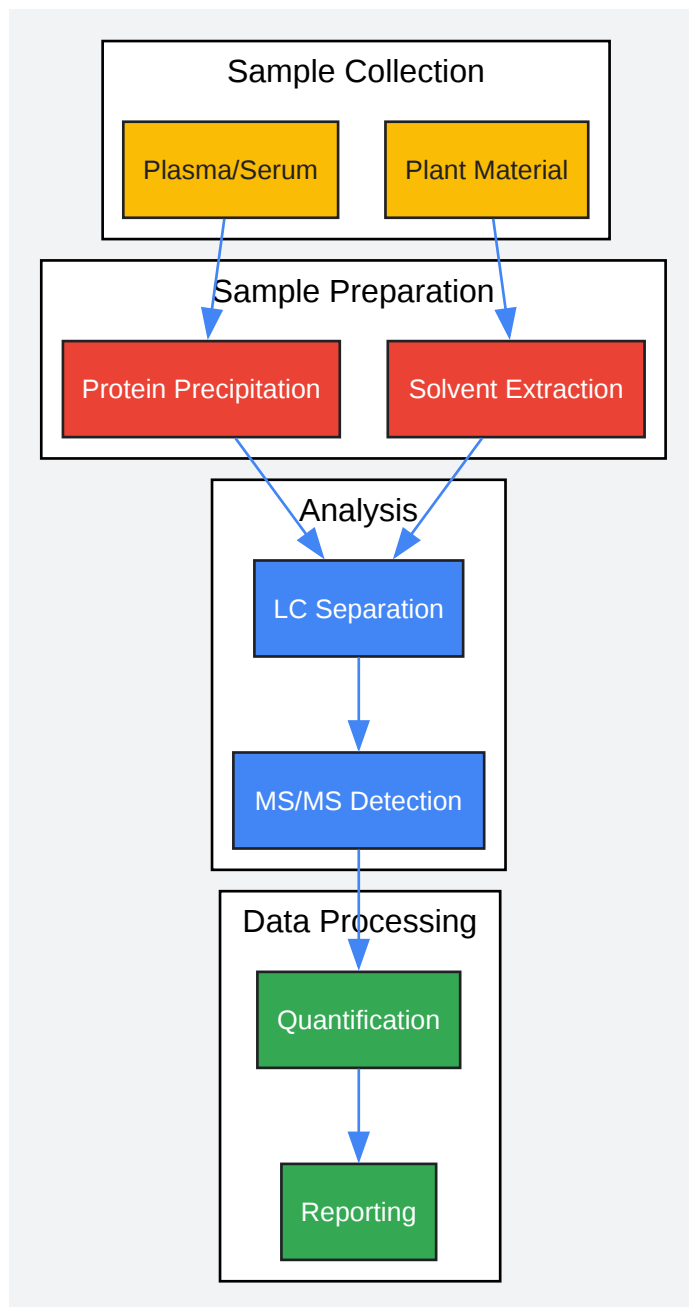 Sample Collection
Plasma/Serum
Plant Material
Sample Preparation
Protein Precipitation
Solvent Extraction
Analysis
LC Separation
MS/MS Detection
Data Processing
Quantification
Reporting